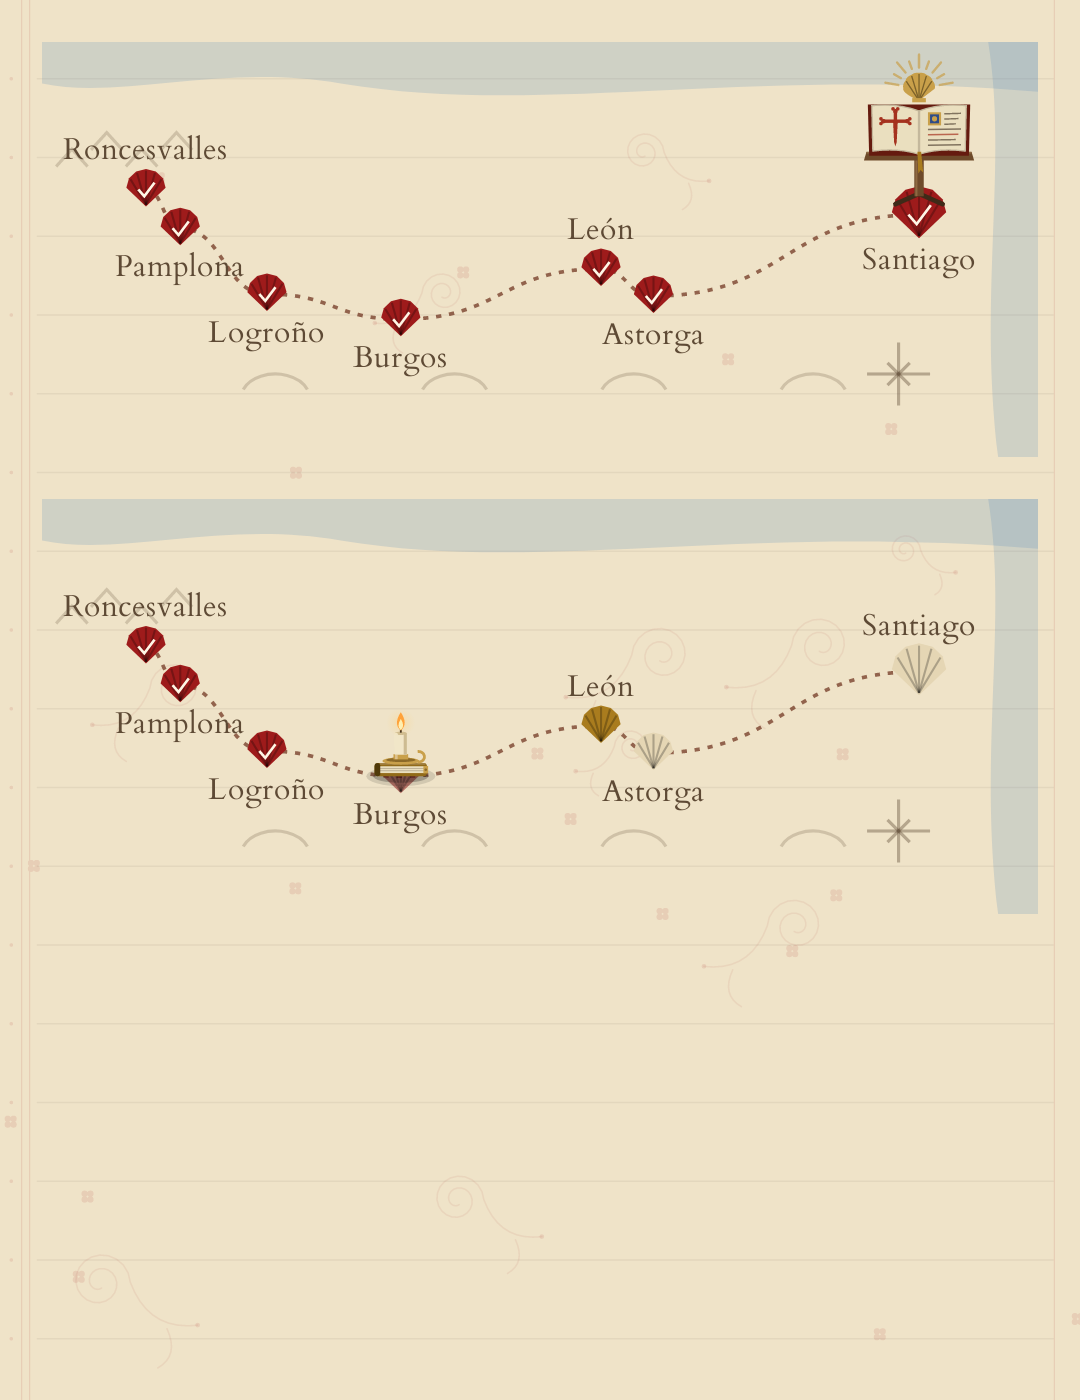 Roncesvalles
León
Santiago
Pamplona
Logroño
Astorga
Burgos
Roncesvalles
Santiago
León
Pamplona
Logroño
Astorga
Burgos